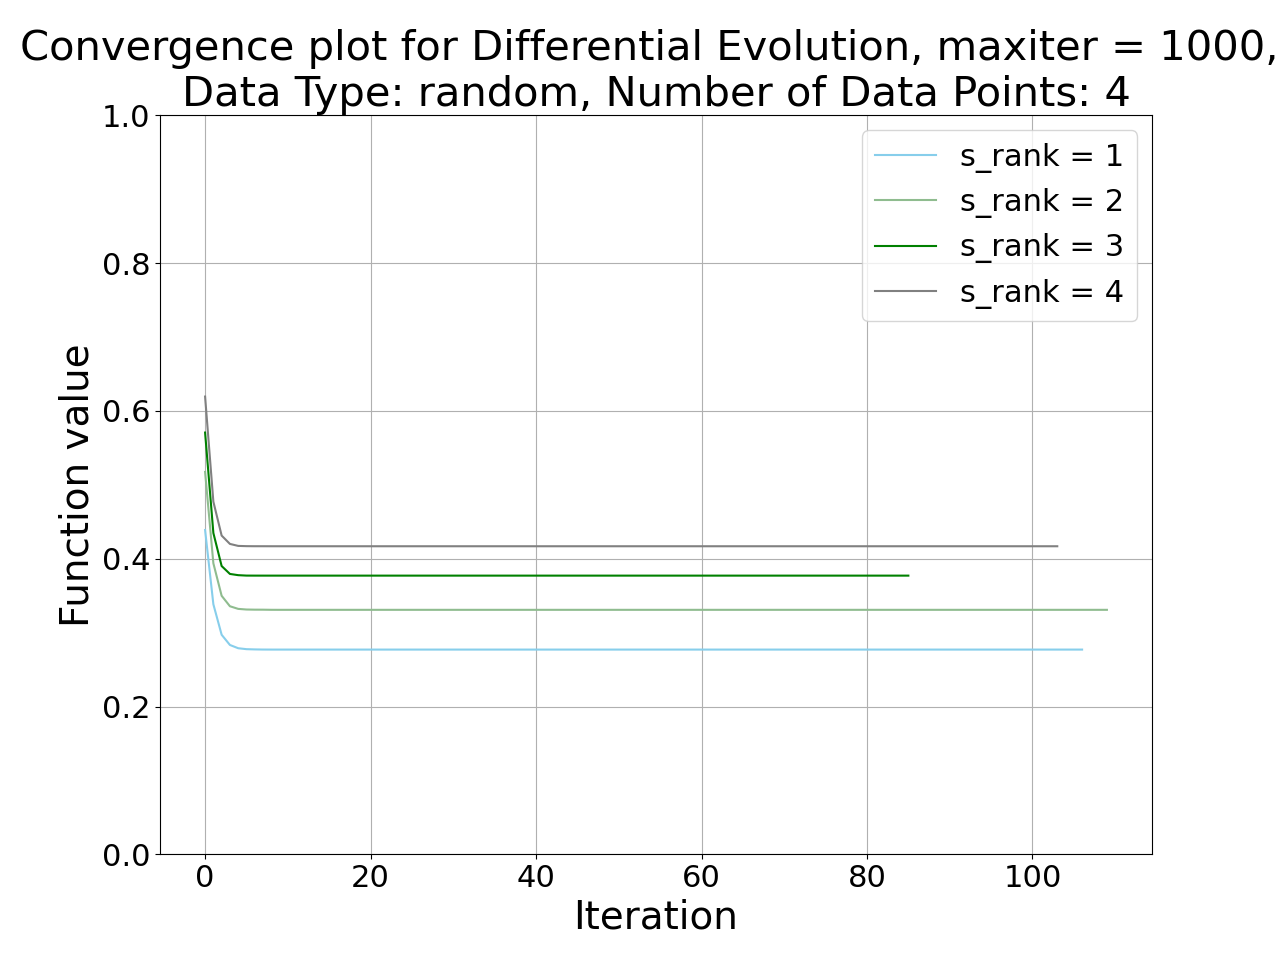 Convergence plot for Differential Evolution, maxiter = 1000,
Data Type: random, Number of Data Points: 4
1.0
0.8
0.6
0.4
0.2
0.0
Function value
s_rank = 1
s_rank = 2
s_rank = 3
s_rank = 4
0 20 40 60 80 100
Iteration